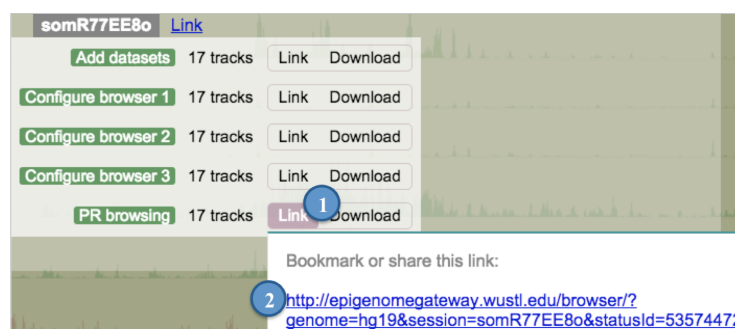 somR77EE8o Link
Add datasets 17 tracks Link Download
Configure browser 1 17 tracks Link Download
Configure browser 2 17 tracks Link Download
Configure browser 3 17 tracks Link Download
PR browsing 17 tracks Link Download
1
Bookmark or share this link:
2 http://epigenomegateway.wustl.edu/browser/?
genome=hg19&session=somR77EE8o&statusId=53574472